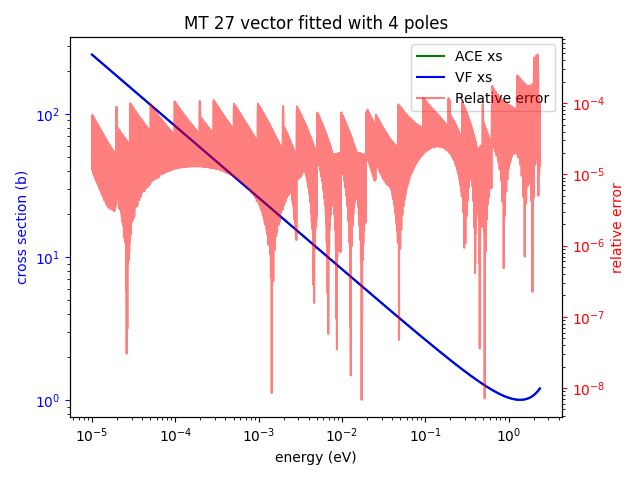 MT 27 vector fitted with 4 poles
ACE xs
VF xs
Relative error
cross section (b)
10²
10¹
10⁰
relative error
10⁻⁴
10⁻⁵
10⁻⁶
10⁻⁷
10⁻⁸
10⁻⁵ 10⁻⁴ 10⁻³ 10⁻² 10⁻¹ 10⁰
energy (eV)